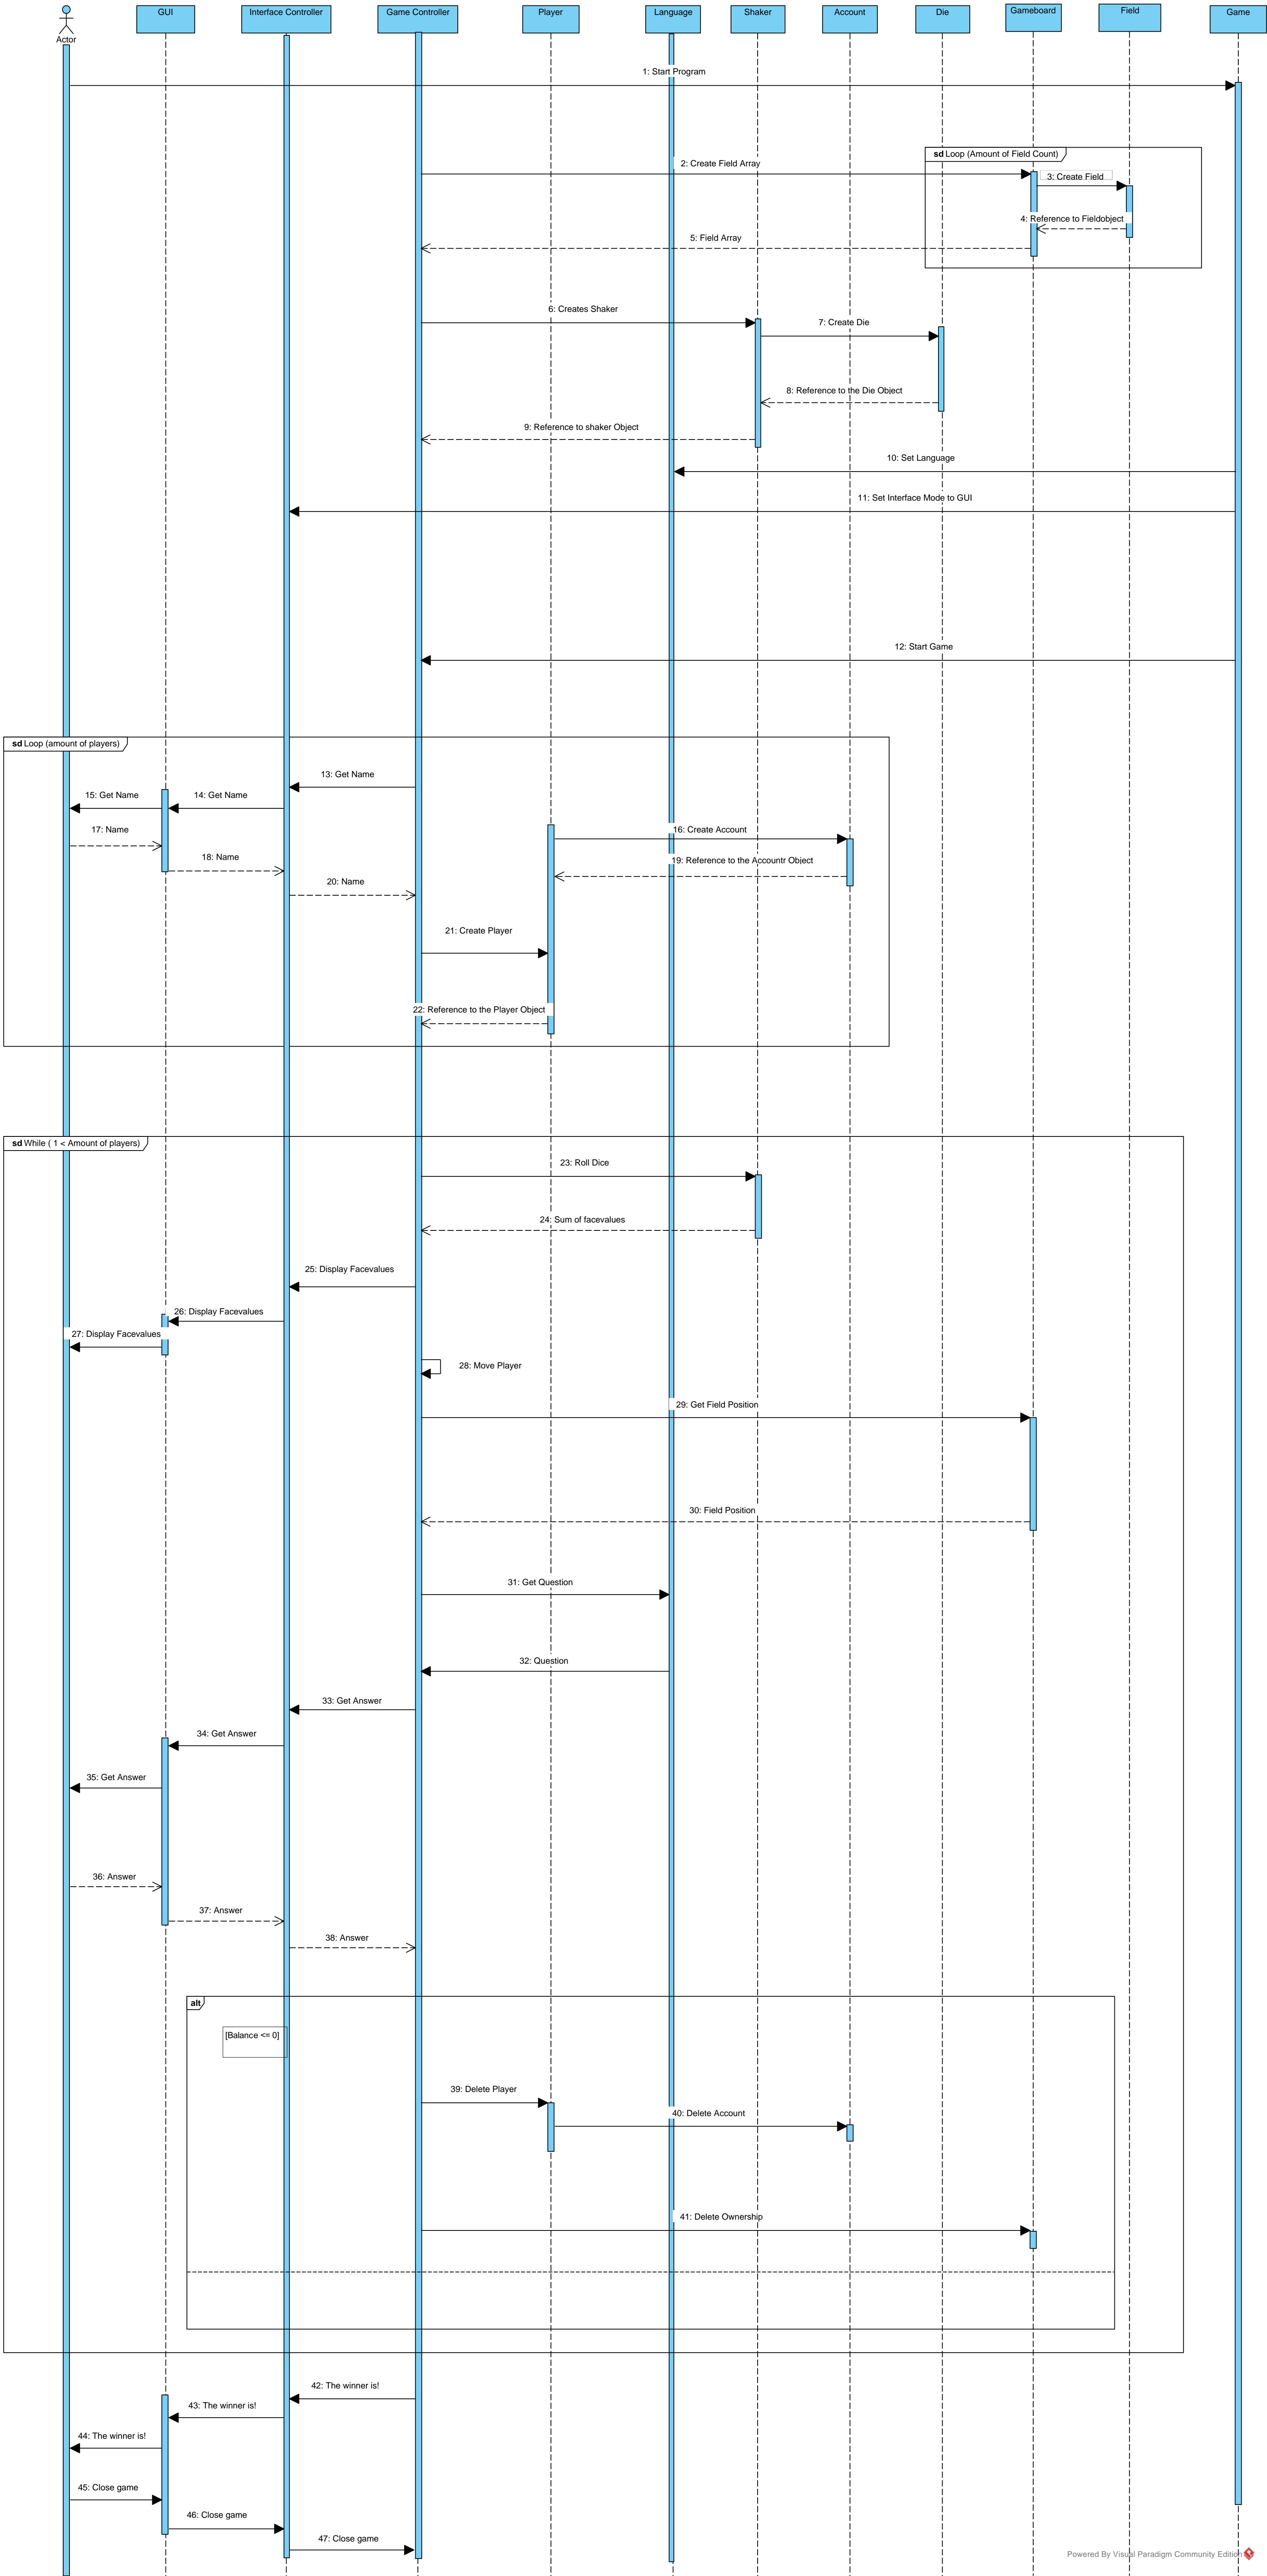 Actor
GUI
Interface Controller
Game Controller
Player
Language
Shaker
Account
Die
Gameboard
Field
Game
1: Start Program
sd Loop (Amount of Field Count)
2: Create Field Array
3: Create Field
4: Reference to Fieldobject
5: Field Array
6: Creates Shaker
7: Create Die
8: Reference to the Die Object
9: Reference to shaker Object
10: Set Language
11: Set Interface Mode to GUI
12: Start Game
sd Loop (amount of players)
13: Get Name
15: Get Name
14: Get Name
17: Name
16: Create Account
18: Name
19: Reference to the Accountr Object
20: Name
21: Create Player
22: Reference to the Player Object
sd While ( 1 < Amount of players)
23: Roll Dice
24: Sum of facevalues
25: Display Facevalues
26: Display Facevalues
27: Display Facevalues
28: Move Player
29: Get Field Position
30: Field Position
31: Get Question
32: Question
33: Get Answer
34: Get Answer
35: Get Answer
36: Answer
37: Answer
38: Answer
alt
[Balance <= 0]
39: Delete Player
40: Delete Account
41: Delete Ownership
42: The winner is!
43: The winner is!
44: The winner is!
45: Close game
46: Close game
47: Close game
Powered By Visual Paradigm Community Edition